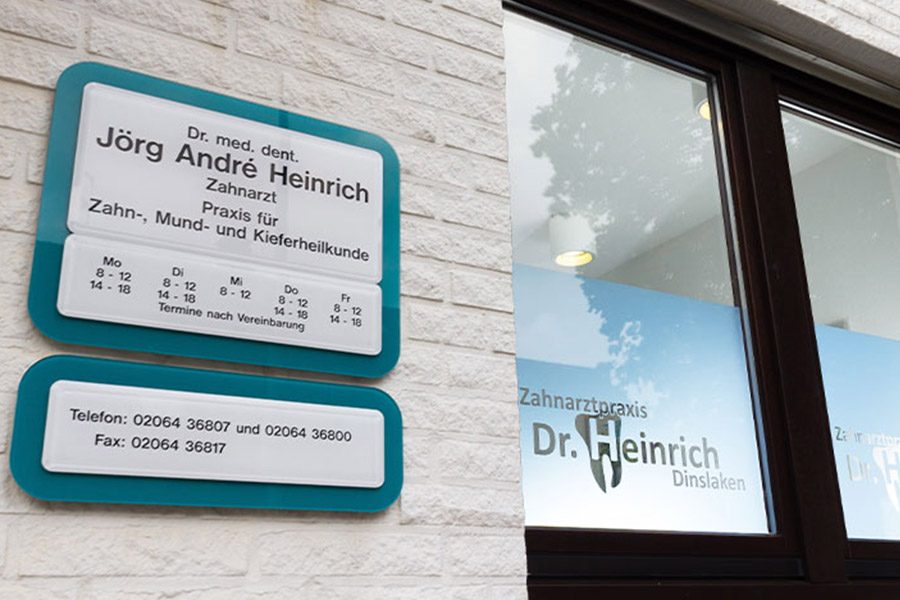 Dr. med. dent.
Jörg André Heinrich
Zahnarzt
Praxis für
Zahn-, Mund- und Kieferheilkunde
Mo Di Mi Do Fr
8 - 12 8 - 12 8 - 12 8 - 12 8 - 12
14 - 18 14 - 18 14 - 18 14 - 18
Termine nach Vereinbarung
Telefon: 02064 36807 und 02064 36800
Fax: 02064 36817
Zahnarztpraxis
Dr. Heinrich
Dinslaken
Zahnarztpraxis
Dr. H